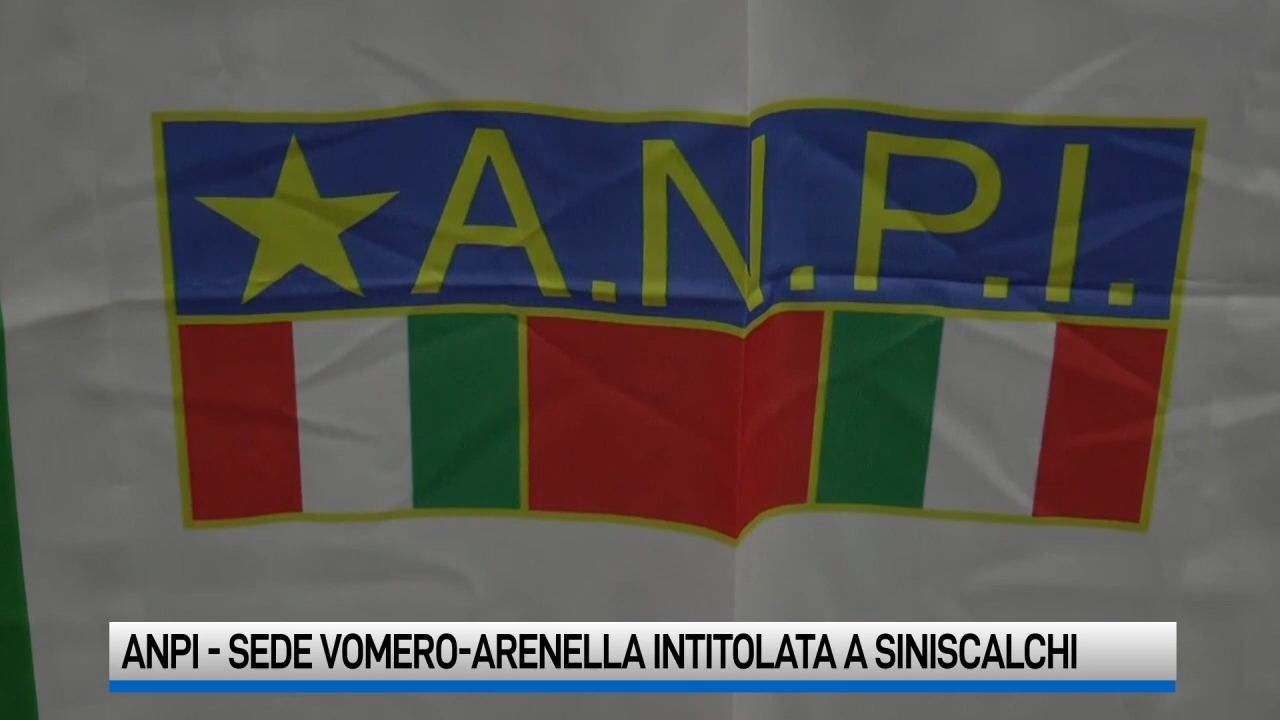 A.N.P.I.
ANPI - SEDE VOMERO-ARENELLA INTITOLATA A SINISCALCHI